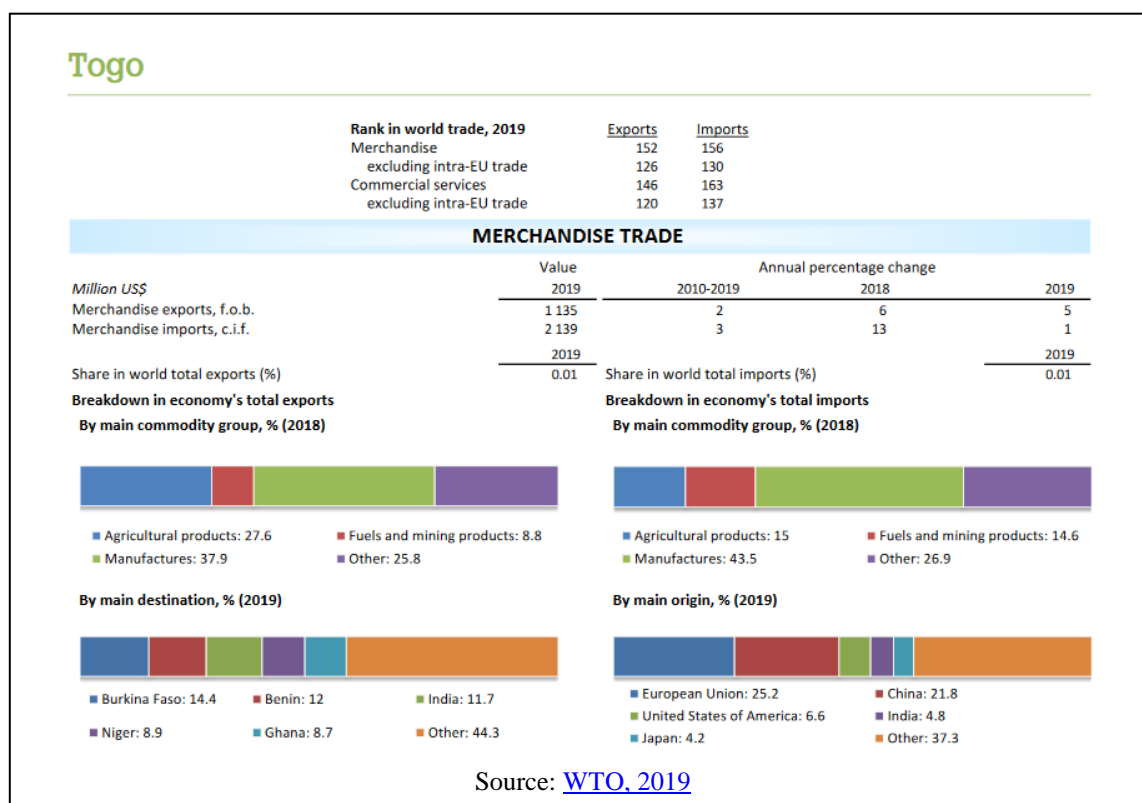 Togo
Rank in world trade, 2019 Exports Imports
Merchandise 152 156
excluding intra-EU trade 126 130
Commercial services 146 163
excluding intra-EU trade 120 137
MERCHANDISE TRADE
Value Annual percentage change
Million US$ 2019 2010-2019 2018 2019
Merchandise exports, f.o.b. 1 135 2 6 5
Merchandise imports, c.i.f. 2 139 3 13 1
2019 2019
Share in world total exports (%) 0.01 Share in world total imports (%) 0.01
Breakdown in economy's total exports Breakdown in economy's total imports
By main commodity group, % (2018) By main commodity group, % (2018)
Agricultural products: 27.6 Fuels and mining products: 8.8 Agricultural products: 15 Fuels and mining products: 14.6
Manufactures: 37.9 Other: 25.8 Manufactures: 43.5 Other: 26.9
By main destination, % (2019) By main origin, % (2019)
Burkina Faso: 14.4 Benin: 12 India: 11.7 European Union: 25.2 China: 21.8
United States of America: 6.6 India: 4.8
Niger: 8.9 Ghana: 8.7 Other: 44.3 Japan: 4.2 Other: 37.3
Source: WTO, 2019